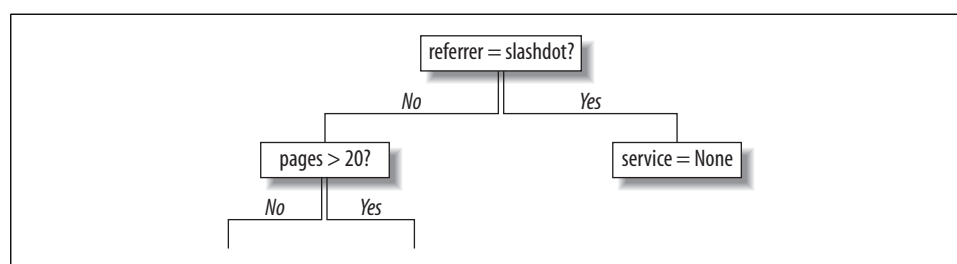 referrer = slashdot?
No
Yes
pages > 20?
service = None
No
Yes